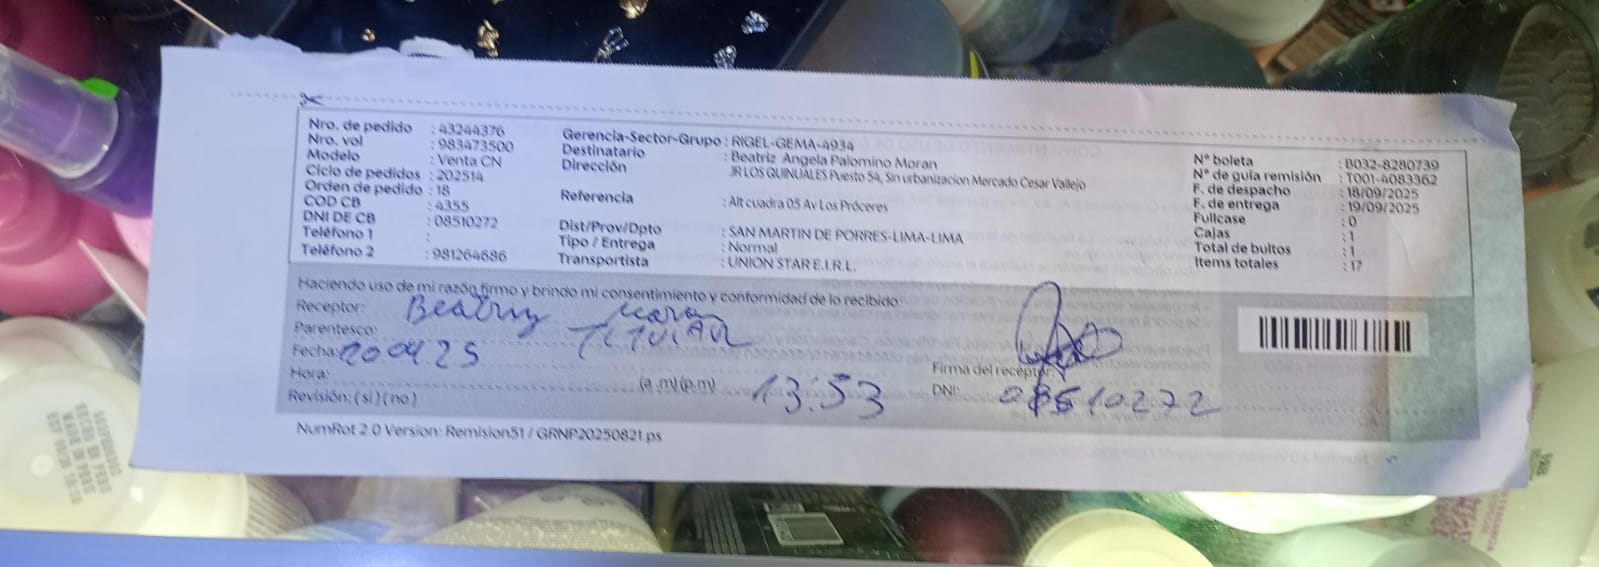 Nro. de pedido : 43244376
Nro. vol : 983473500
Modelo : Venta CN
Ciclo de pedidos : 202514
Orden de pedido : 18
COD CB : 4355
DNI DE CB : 08510272
Teléfono 1 :
Teléfono 2 : 981264686
Gerencia-Sector-Grupo : RIGEL-GEMA-4934
Destinatario : Beatriz Angela Palomino Moran
Dirección JR LOS QUINUALES Puesto 54, Sin urbanizacion Mercado Cesar Vallejo
Referencia : Alt cuadra 05 Av Los Próceres
Dist/Prov/Dpto : SAN MARTIN DE PORRES-LIMA-LIMA
Tipo / Entrega : Normal
Transportista : UNION STAR E.I.R.L.
N° boleta : B032-8280739
N° de guía remisión : T001-4083362
F. de despacho : 18/09/2025
F. de entrega : 19/09/2025
Fullcase : 0
Cajas : 1
Total de bultos : 1
Items totales : 17
Haciendo uso de mi razón firmo y brindo mi consentimiento y conformidad de lo recibido:
Receptor: Beatriz Moran
Parentesco: TITULAR
Fecha: 200925
Hora: (a .m) (p.m) 13:53
Revisión: ( si ) ( no )
Firma del receptor:
DNI: 08510272
NumRot 2.0 Version: Remision51 / GRNP20250821.ps